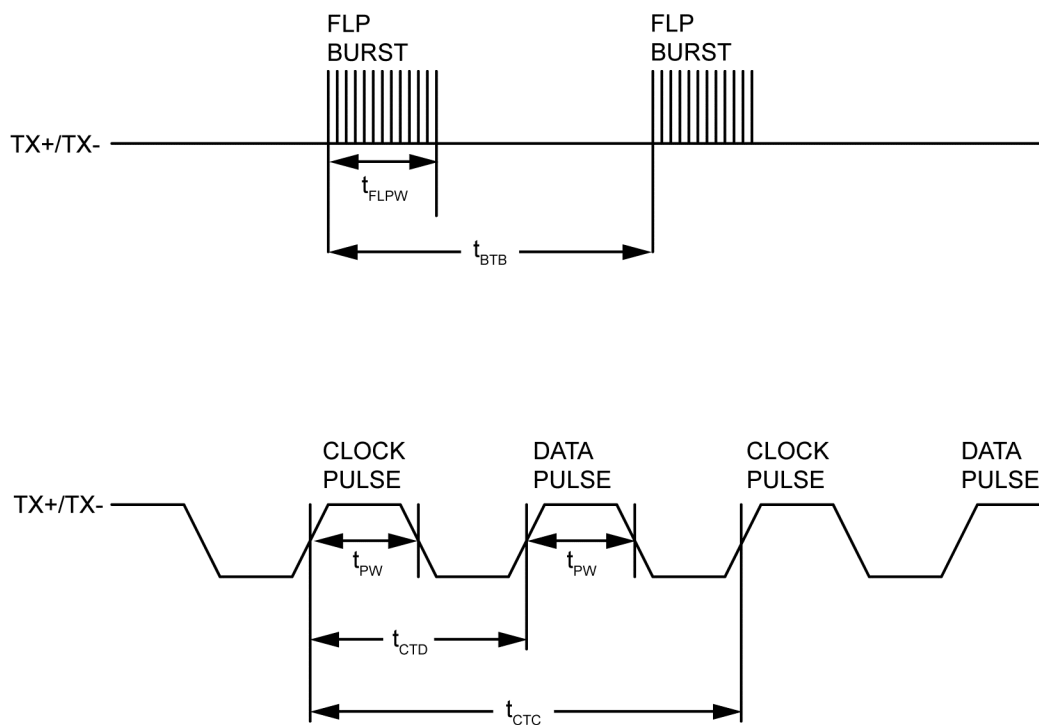 FLP
BURST
FLP
BURST
TX+/TX-
tFLPW
tBTB
CLOCK
PULSE
DATA
PULSE
CLOCK
PULSE
DATA
PULSE
TX+/TX-
tPW
tPW
tCTD
tCTC